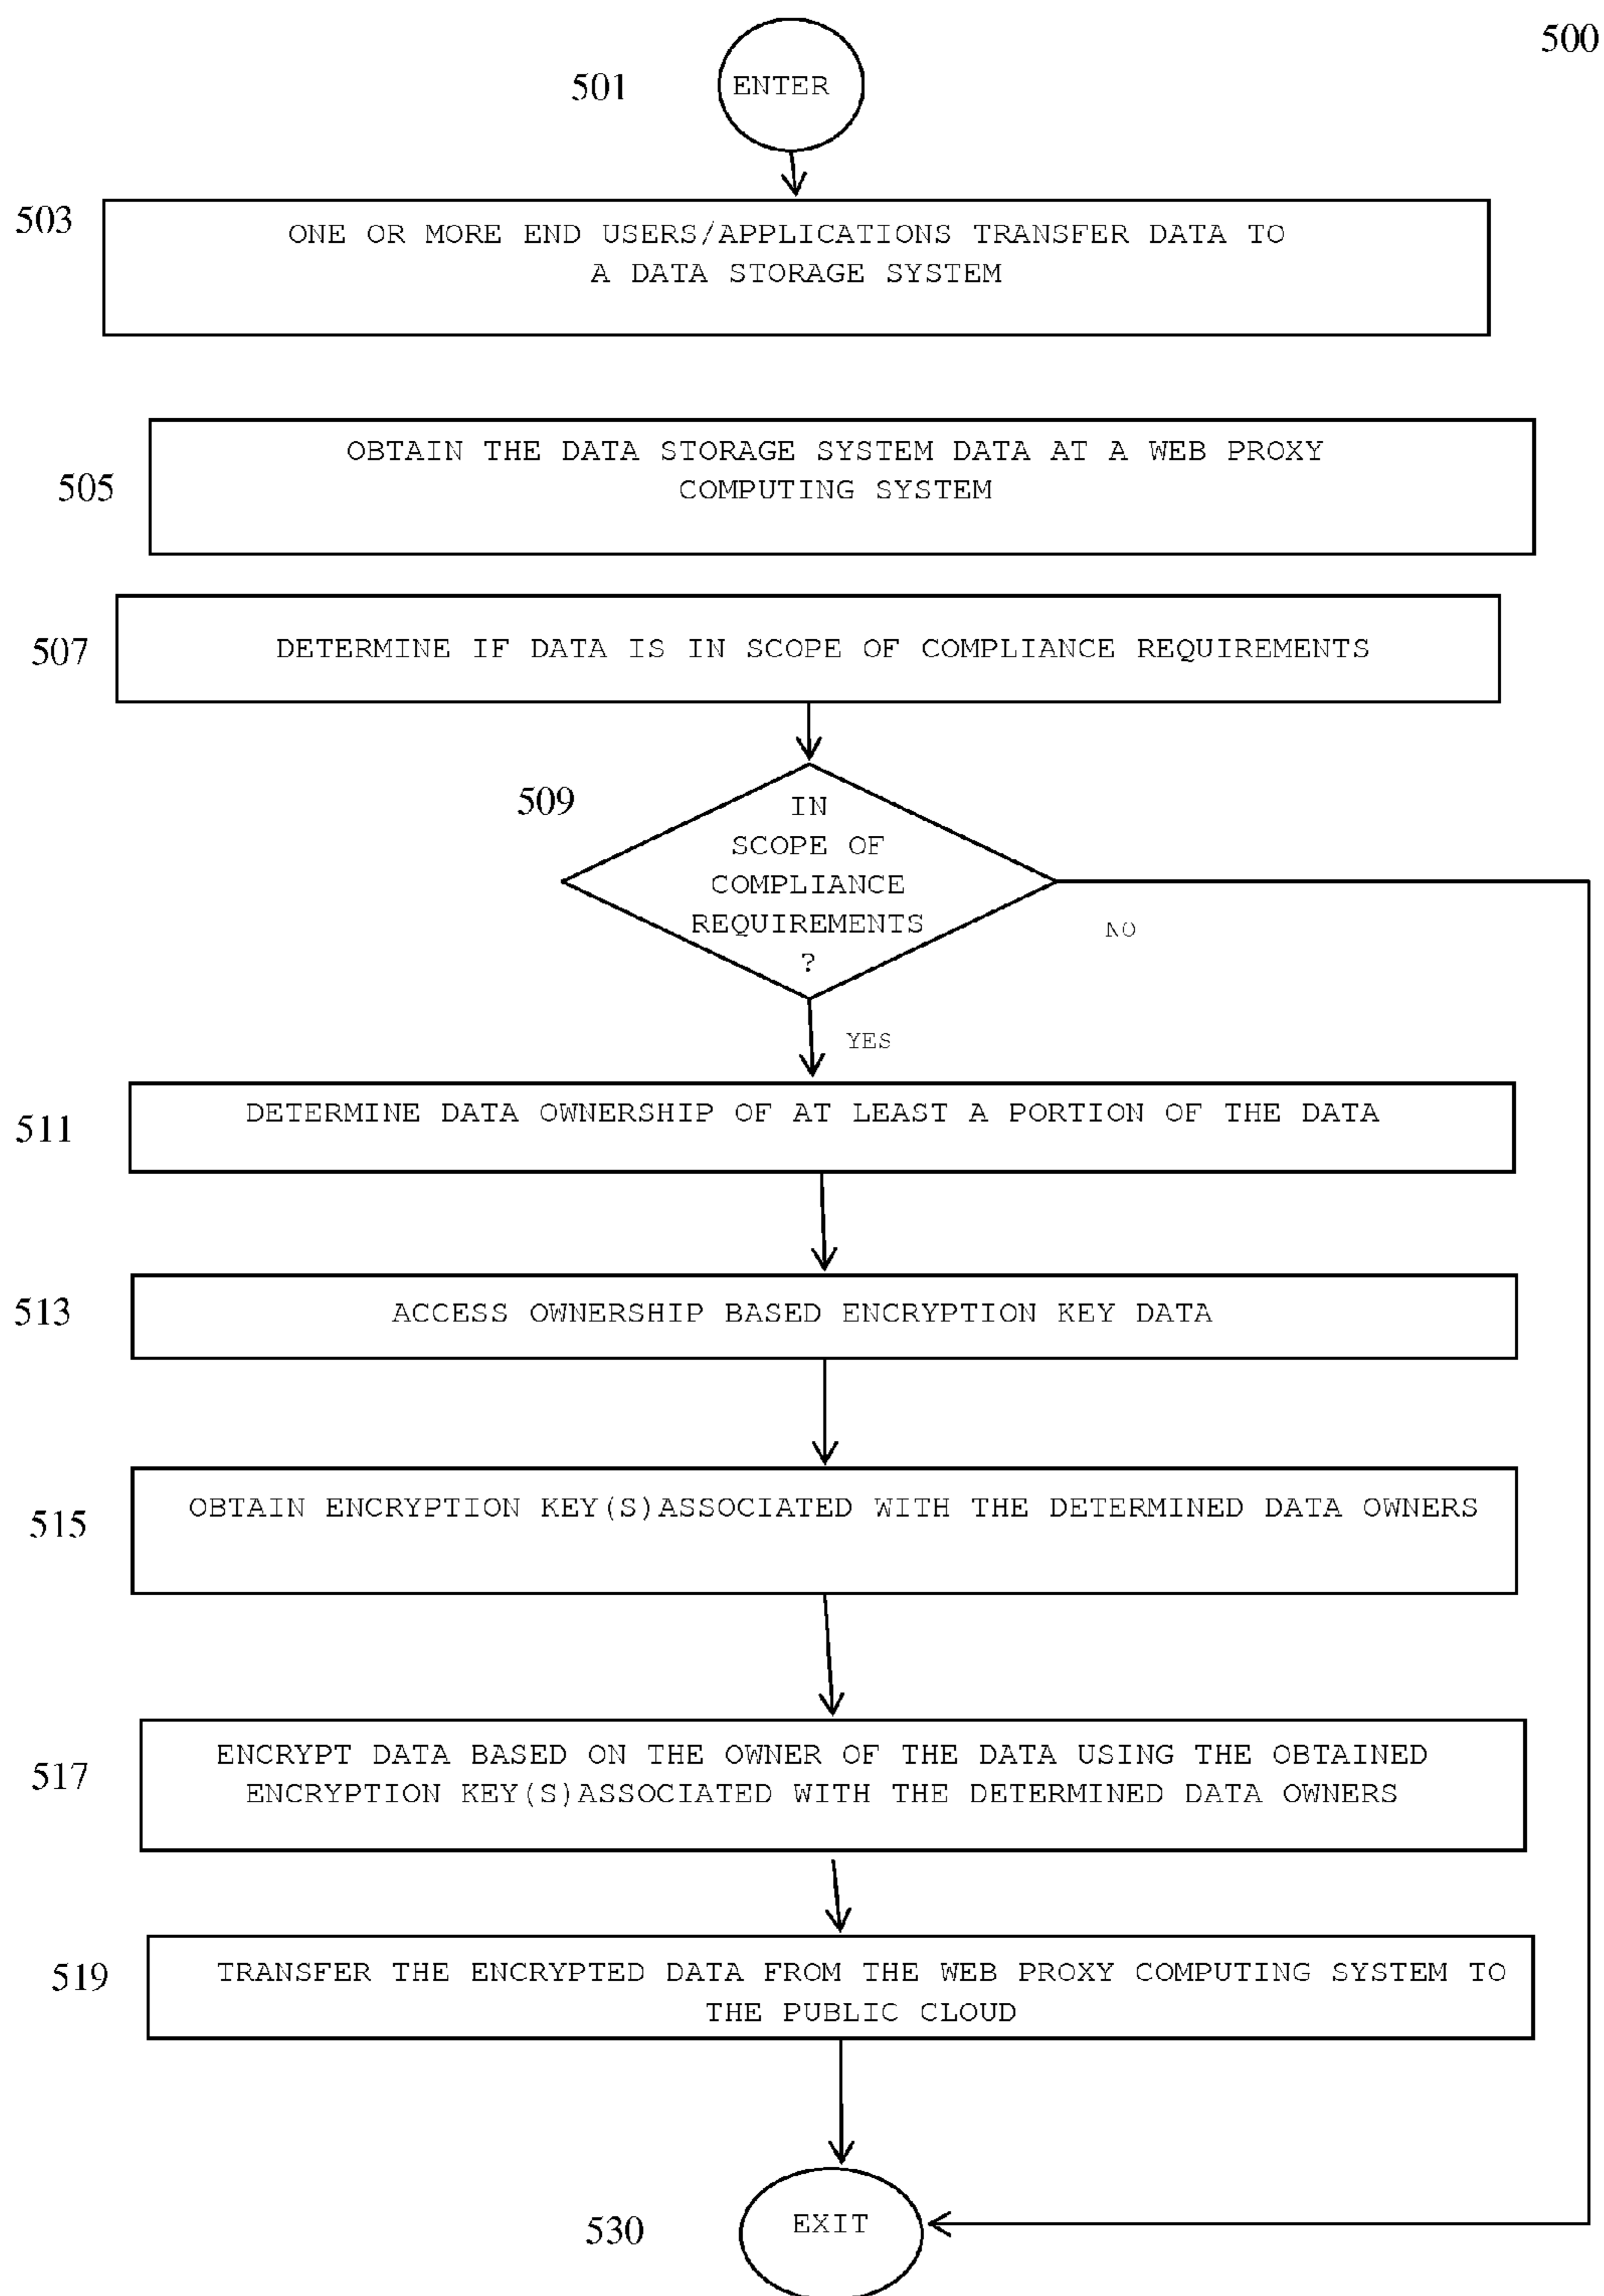 500
501
ENTER
503
ONE OR MORE END USERS/APPLICATIONS TRANSFER DATA TO
A DATA STORAGE SYSTEM
505
OBTAIN THE DATA STORAGE SYSTEM DATA AT A WEB PROXY
COMPUTING SYSTEM
507
DETERMINE IF DATA IS IN SCOPE OF COMPLIANCE REQUIREMENTS
509
IN
SCOPE OF
COMPLIANCE
REQUIREMENTS
?
NO
YES
511
DETERMINE DATA OWNERSHIP OF AT LEAST A PORTION OF THE DATA
513
ACCESS OWNERSHIP BASED ENCRYPTION KEY DATA
515
OBTAIN ENCRYPTION KEY(S)ASSOCIATED WITH THE DETERMINED DATA OWNERS
517
ENCRYPT DATA BASED ON THE OWNER OF THE DATA USING THE OBTAINED
ENCRYPTION KEY(S)ASSOCIATED WITH THE DETERMINED DATA OWNERS
519
TRANSFER THE ENCRYPTED DATA FROM THE WEB PROXY COMPUTING SYSTEM TO
THE PUBLIC CLOUD
530
EXIT